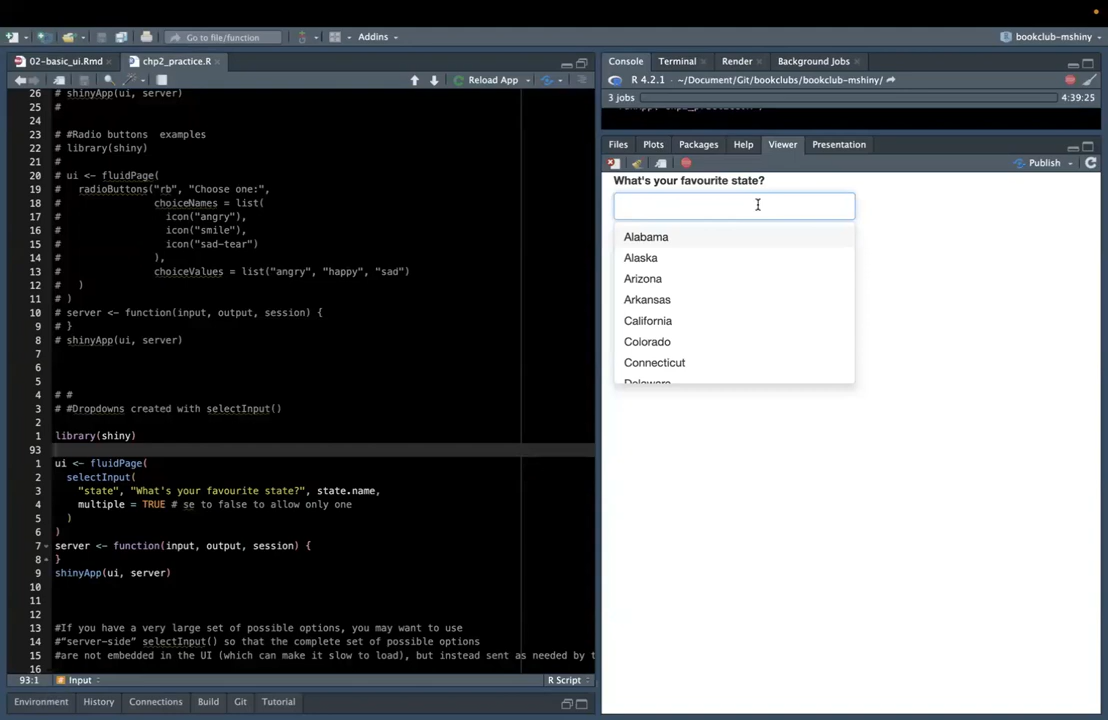 Go to file/function
Addins
bookclub-mshiny
02-basic_ui.Rmd
chp2_practice.R
Reload App
26 # shinyApp(ui, server)
25 #
24
23 # #Radio buttons  examples
22 # library(shiny)
21 #
20 # ui <- fluidPage(
19 #   radioButtons("rb", "Choose one:",
18 #                choiceNames = list(
17 #                  icon("angry"),
16 #                  icon("smile"),
15 #                  icon("sad-tear")
14 #                ),
13 #                choiceValues = list("angry", "happy", "sad")
12 #   )
11 # )
10 # server <- function(input, output, session) {
9 # }
8 # shinyApp(ui, server)
7
6
5
4 # #
3 # #Dropdowns created with selectInput()
2
1 library(shiny)
93
1 ui <- fluidPage(
2   selectInput(
3     "state", "What's your favourite state?", state.name,
4     multiple = TRUE # se to false to allow only one
5   )
6 )
7 server <- function(input, output, session) {
8 }
9 shinyApp(ui, server)
10
11
12
13 #If you have a very large set of possible options, you may want to use
14 #“server-side” selectInput() so that the complete set of possible options
15 #are not embedded in the UI (which can make it slow to load), but instead sent as needed by t
16
93:1 Input R Script
Environment History Connections Build Git Tutorial
Console Terminal Render Background Jobs
R 4.2.1 · ~/Document/Git/bookclubs/bookclub-mshiny/
3 jobs 4:39:25
Files Plots Packages Help Viewer Presentation
Publish
What's your favourite state?
Alabama
Alaska
Arizona
Arkansas
California
Colorado
Connecticut
Delaware